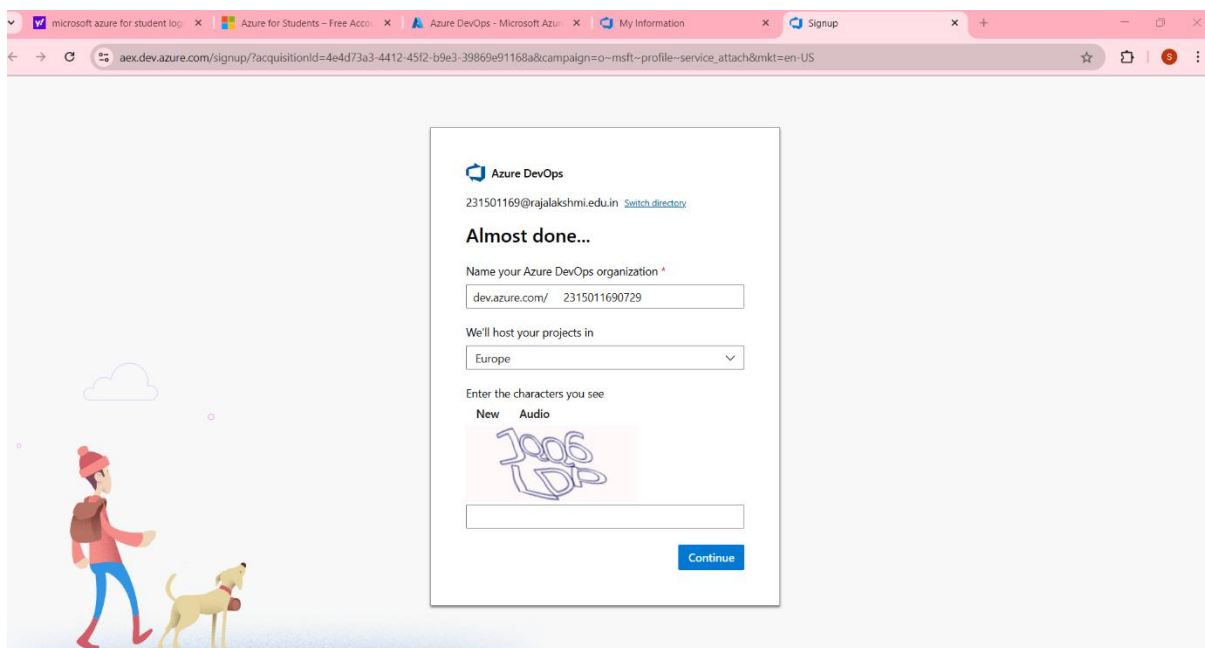 microsoft azure for student log
Azure for Students – Free Acco
Azure DevOps - Microsoft Azur
My Information
Signup
aex.dev.azure.com/signup/?acquisitionId=4e4d73a3-4412-45f2-b9e3-39869e91168a&campaign=o~msft~profile~service_attach&mkt=en-US
S
Azure DevOps
231501169@rajalakshmi.edu.in Switch directory
Almost done...
Name your Azure DevOps organization *
dev.azure.com/ 2315011690729
We'll host your projects in
Europe
Enter the characters you see
New Audio
Continue